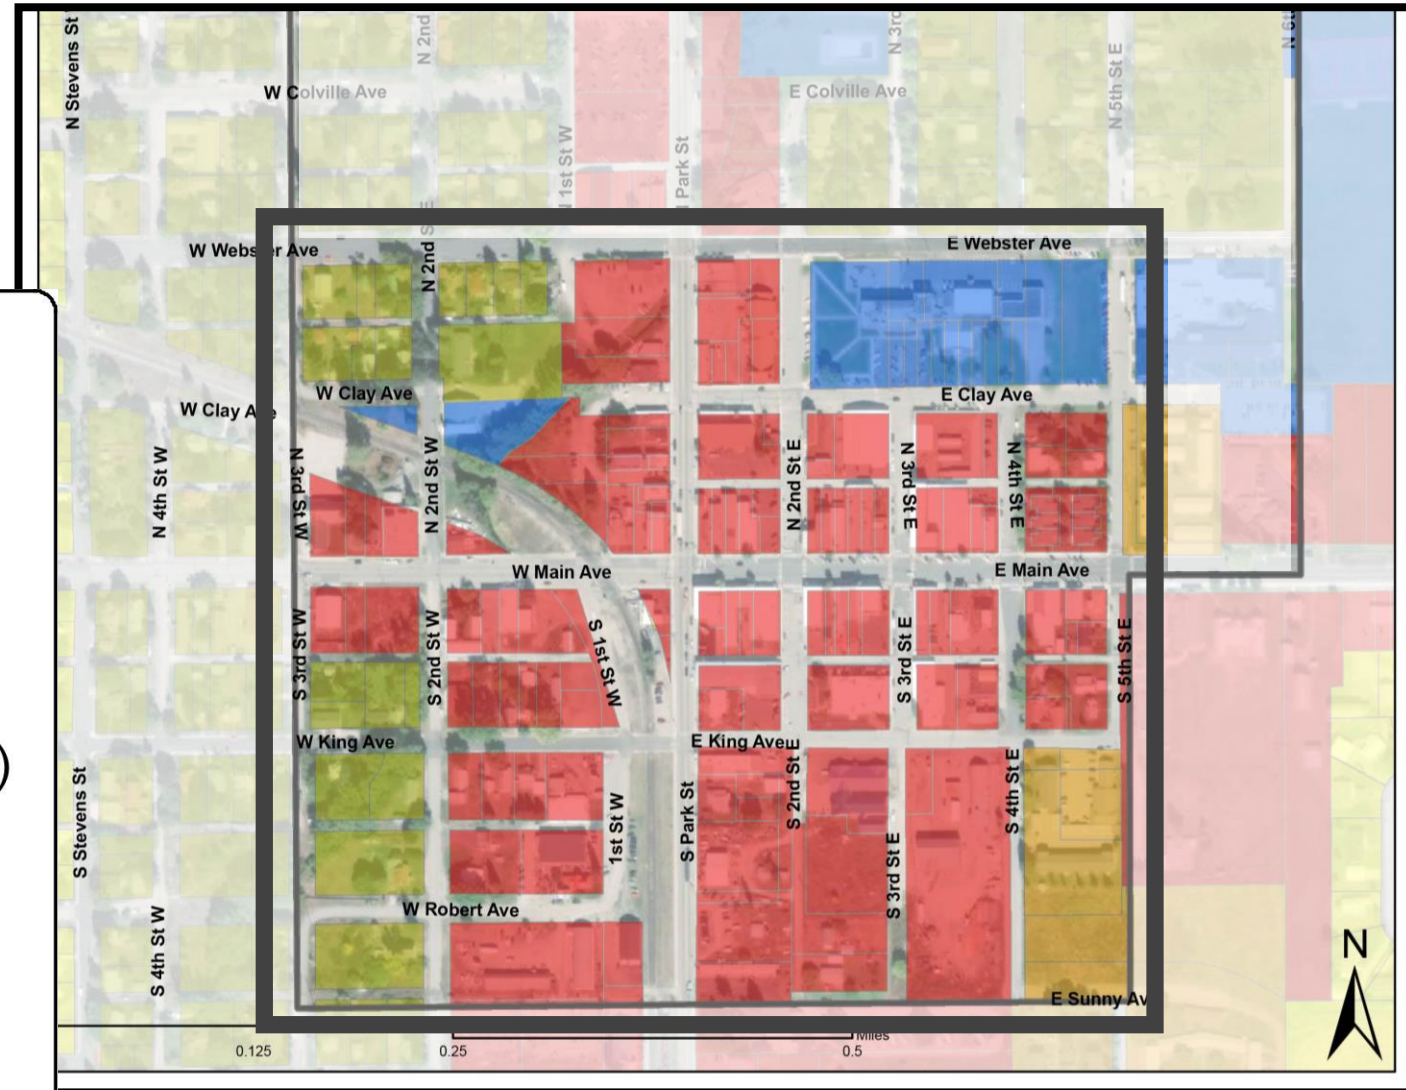 N Stevens St
N 2nd
N 3rd
N 6th
W Colville Ave
E Colville Ave
N 5th St E
N 1st St W
N Park St
W Webster Ave
E Webster Ave
N 2nd St E
W Clay Ave
E Clay Ave
W Clay Ave
N 4th St W
N 3rd St W
N 2nd St W
N 2nd St E
N 3rd St E
N 4th St E
W Main Ave
E Main Ave
S 3rd St W
S 2nd St W
S 1st St W
S 3rd St E
S 5th St E
W King Ave
E King Ave
S Stevens St
1st St W
S Park St
S 2nd St E
S 4th St E
S 3rd St E
W Robert Ave
S 4th St W
N
E Sunny Av
Miles
0.125
0.25
0.5
)